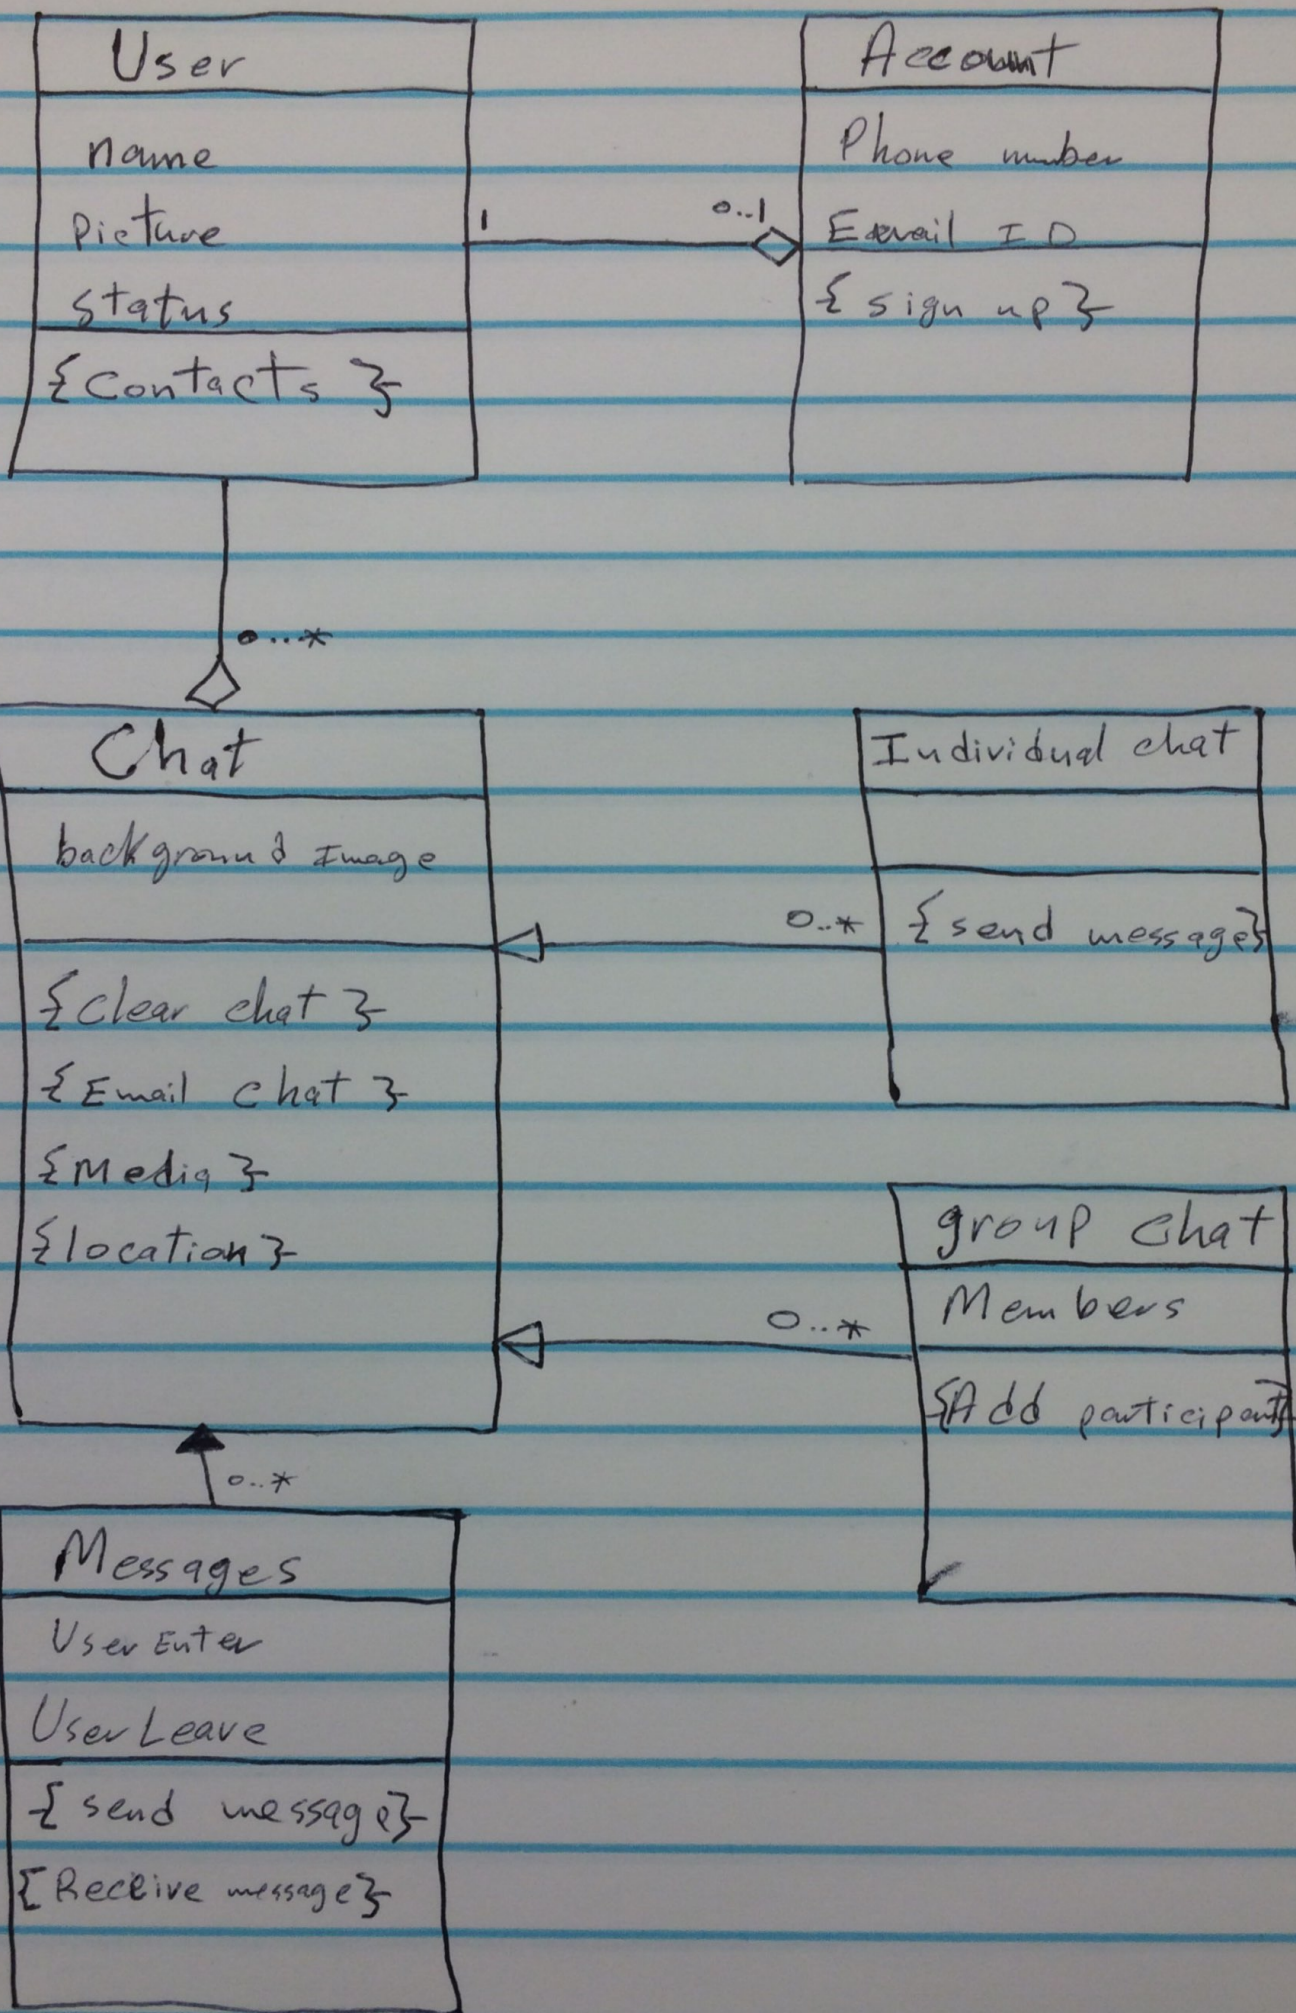 User
name
Picture
status
{Contacts }
1
0..1
Account
Phone number
Email ID
{ sign up }
0...*
Chat
background Image
{Clear chat }
{Email chat }
{Media }
{location }
0..*
Individual chat
{send message}
0..*
group chat
Members
{Add participant}
0..*
Messages
User Enter
User Leave
{send message}
{Receive message}